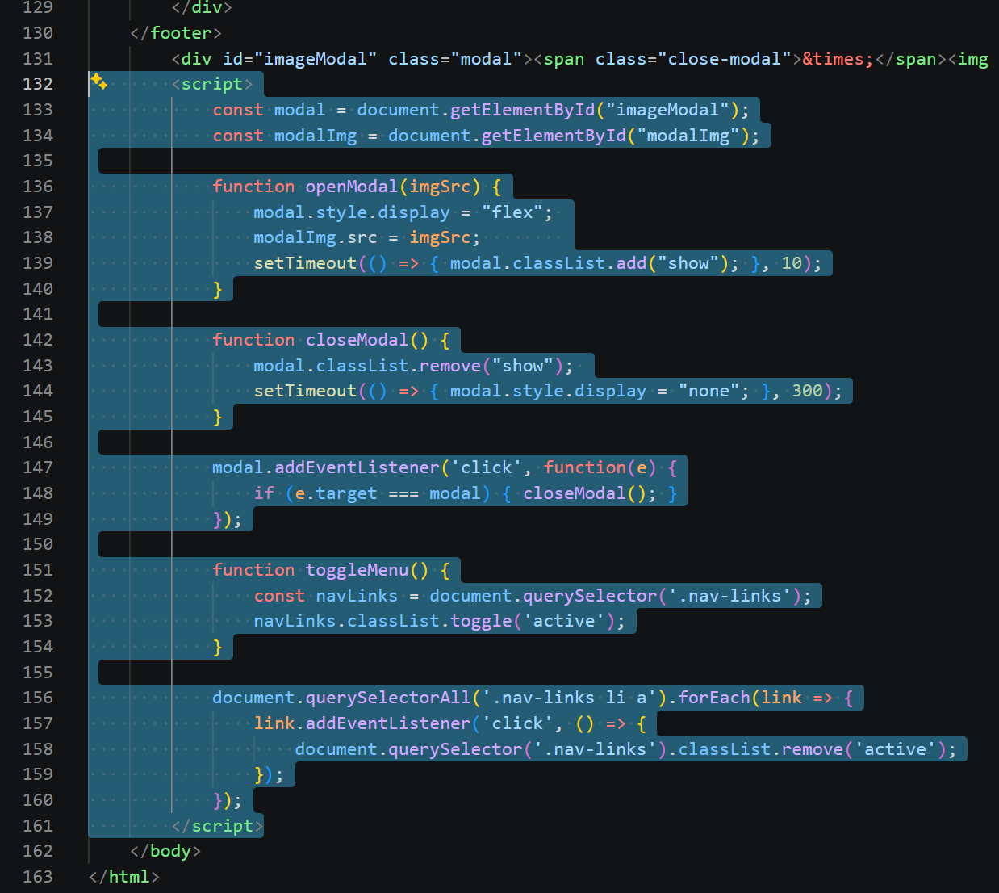 129 </div>
130 </footer>
131 <div id="imageModal" class="modal"><span class="close-modal">&times;</span><img
132 <script>
133 const modal = document.getElementById("imageModal");
134 const modalImg = document.getElementById("modalImg");
135
136 function openModal(imgSrc) {
137 modal.style.display = "flex";
138 modalImg.src = imgSrc;
139 setTimeout(() => { modal.classList.add("show"); }, 10);
140 }
141
142 function closeModal() {
143 modal.classList.remove("show");
144 setTimeout(() => { modal.style.display = "none"; }, 300);
145 }
146
147 modal.addEventListener('click', function(e) {
148 if (e.target === modal) { closeModal(); }
149 });
150
151 function toggleMenu() {
152 const navLinks = document.querySelector('.nav-links');
153 navLinks.classList.toggle('active');
154 }
155
156 document.querySelectorAll('.nav-links li a').forEach(link => {
157 link.addEventListener('click', () => {
158 document.querySelector('.nav-links').classList.remove('active');
159 });
160 });
161 </script>
162 </body>
163 </html>